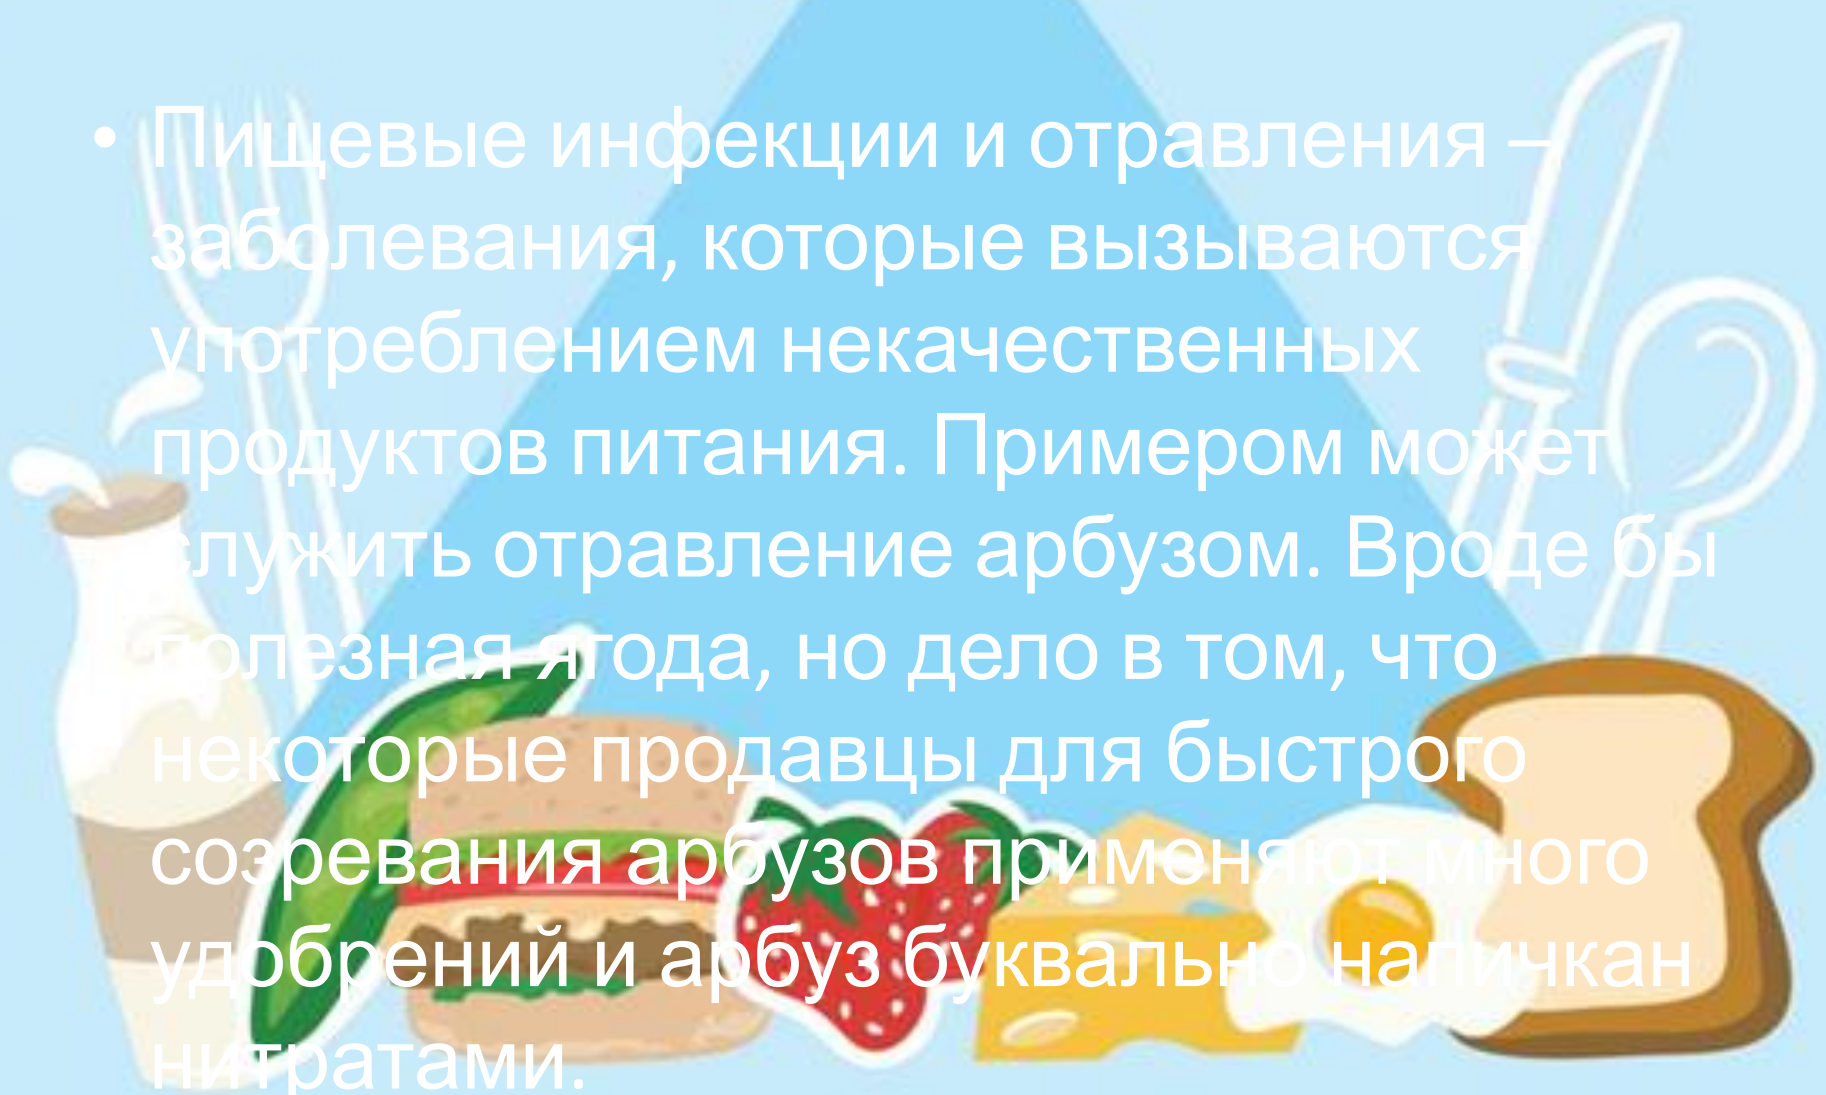 • Пищевые инфекции и отравления –
заболевания, которые вызываются
употреблением некачественных
продуктов питания. Примером может
служить отравление арбузом. Вроде бы
полезная ягода, но дело в том, что
некоторые продавцы для быстрого
созревания арбузов применяют много
удобрений и арбуз буквально напичкан
нитратами.